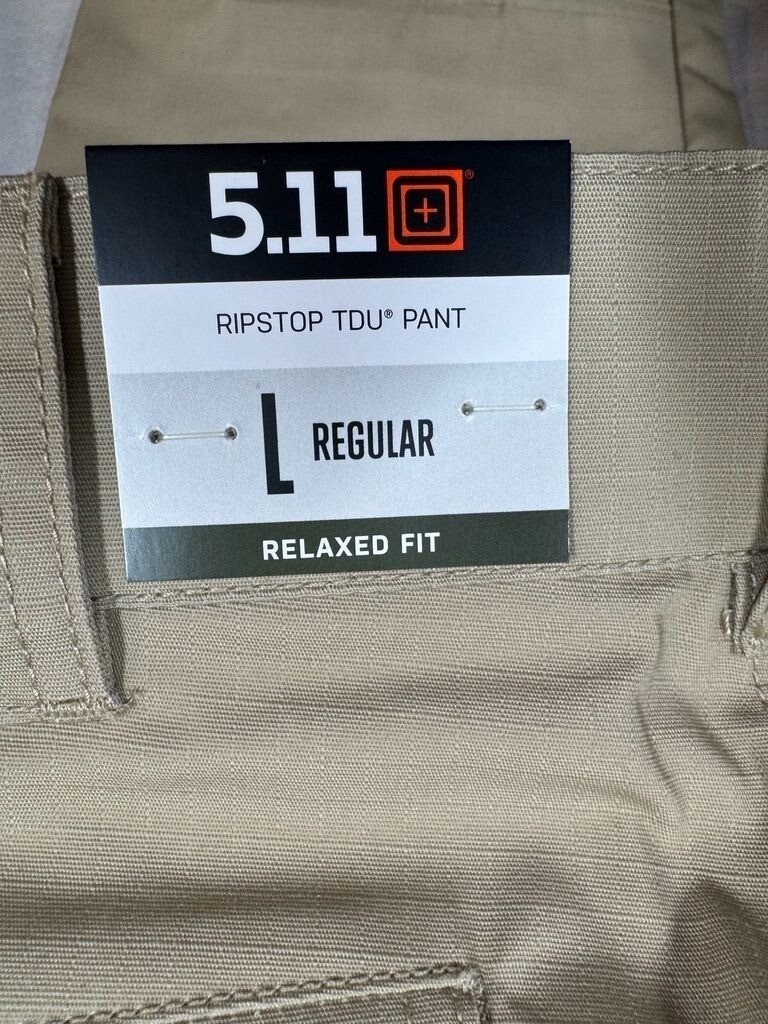 5.11®
RIPSTOP TDU® PANT
L REGULAR
RELAXED FIT